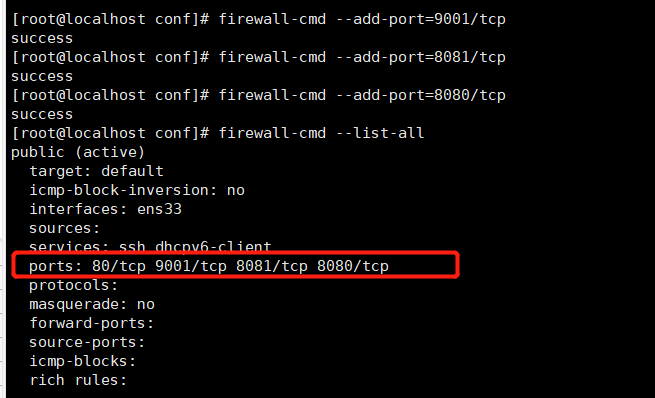 [root@localhost conf]# firewall-cmd --add-port=9001/tcp
success
[root@localhost conf]# firewall-cmd --add-port=8081/tcp
success
[root@localhost conf]# firewall-cmd --add-port=8080/tcp
success
[root@localhost conf]# firewall-cmd --list-all
public (active)
  target: default
  icmp-block-inversion: no
  interfaces: ens33
  sources:
  services: ssh dhcpv6-client
  ports: 80/tcp 9001/tcp 8081/tcp 8080/tcp
  protocols:
  masquerade: no
  forward-ports:
  source-ports:
  icmp-blocks:
  rich rules: